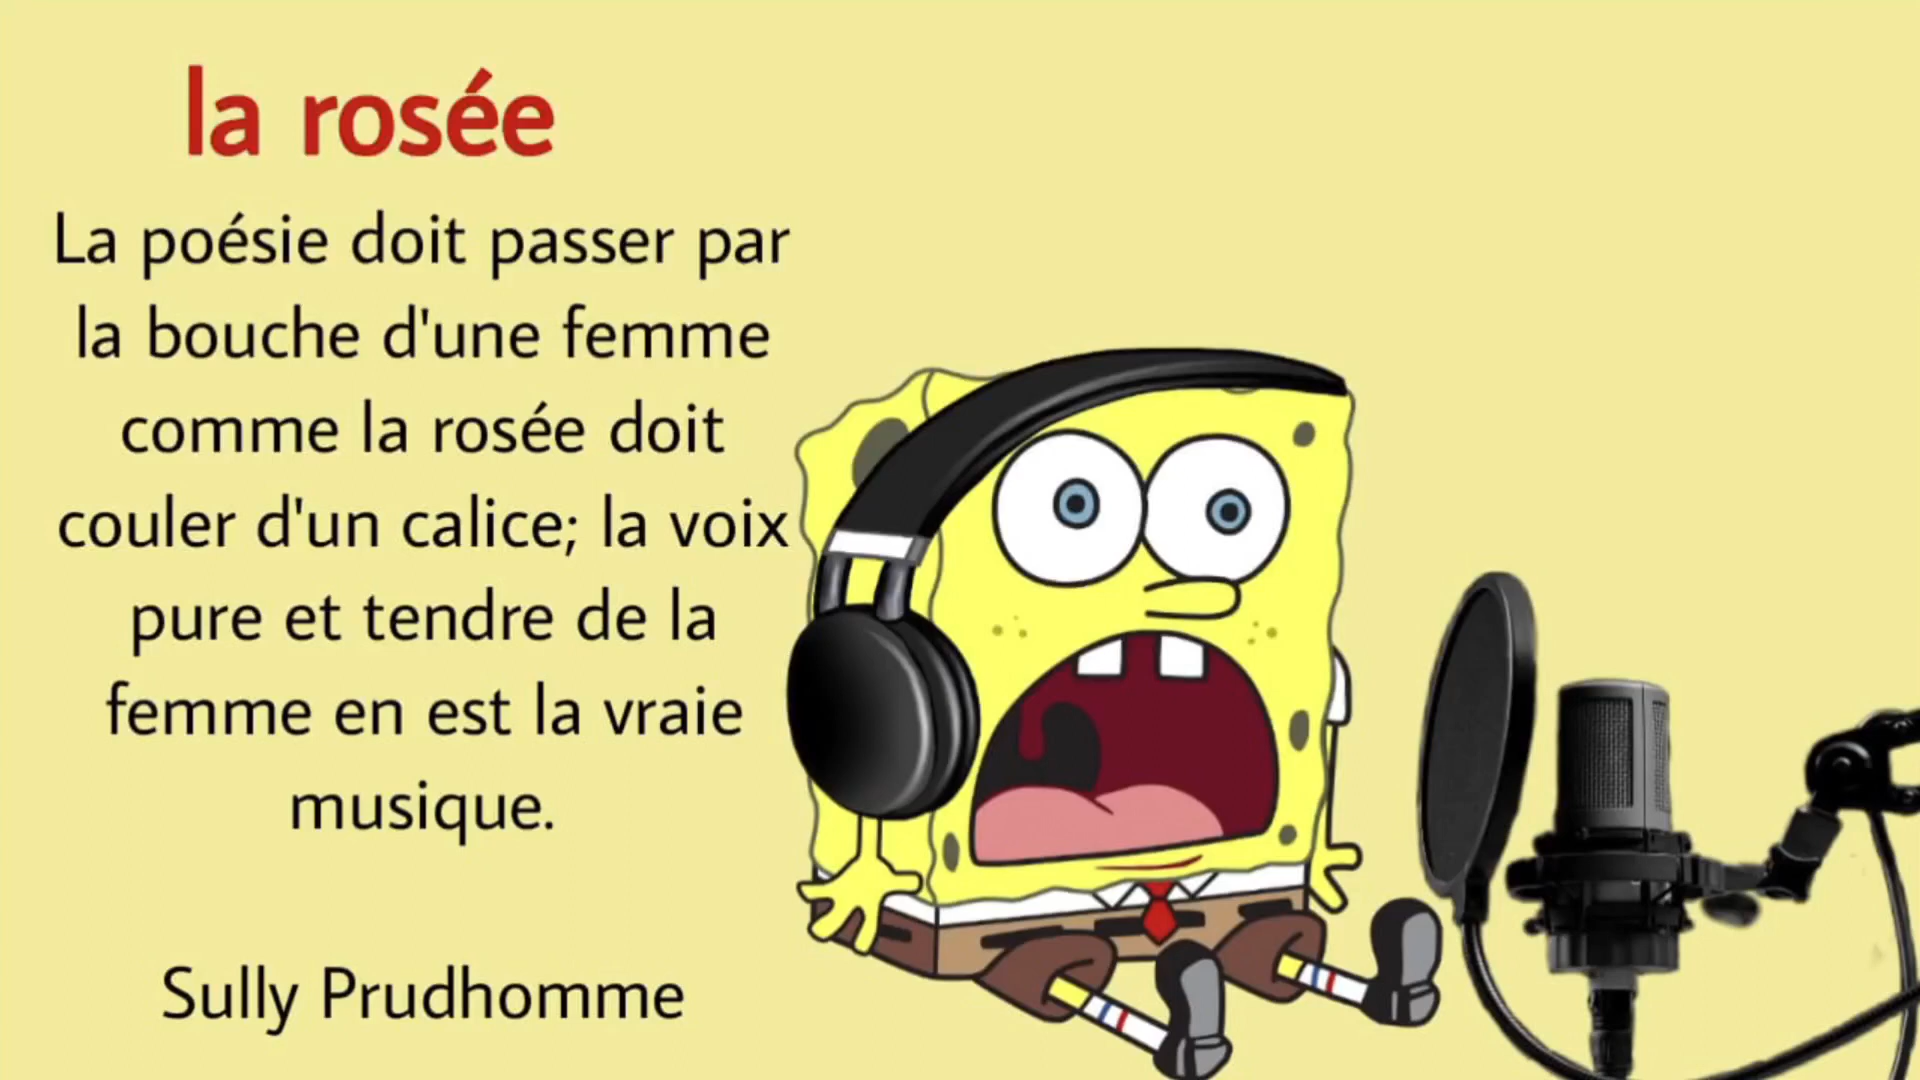 la rosée
La poésie doit passer par
la bouche d'une femme
comme la rosée doit
couler d'un calice; la voix
pure et tendre de la
femme en est la vraie
musique.
Sully Prudhomme